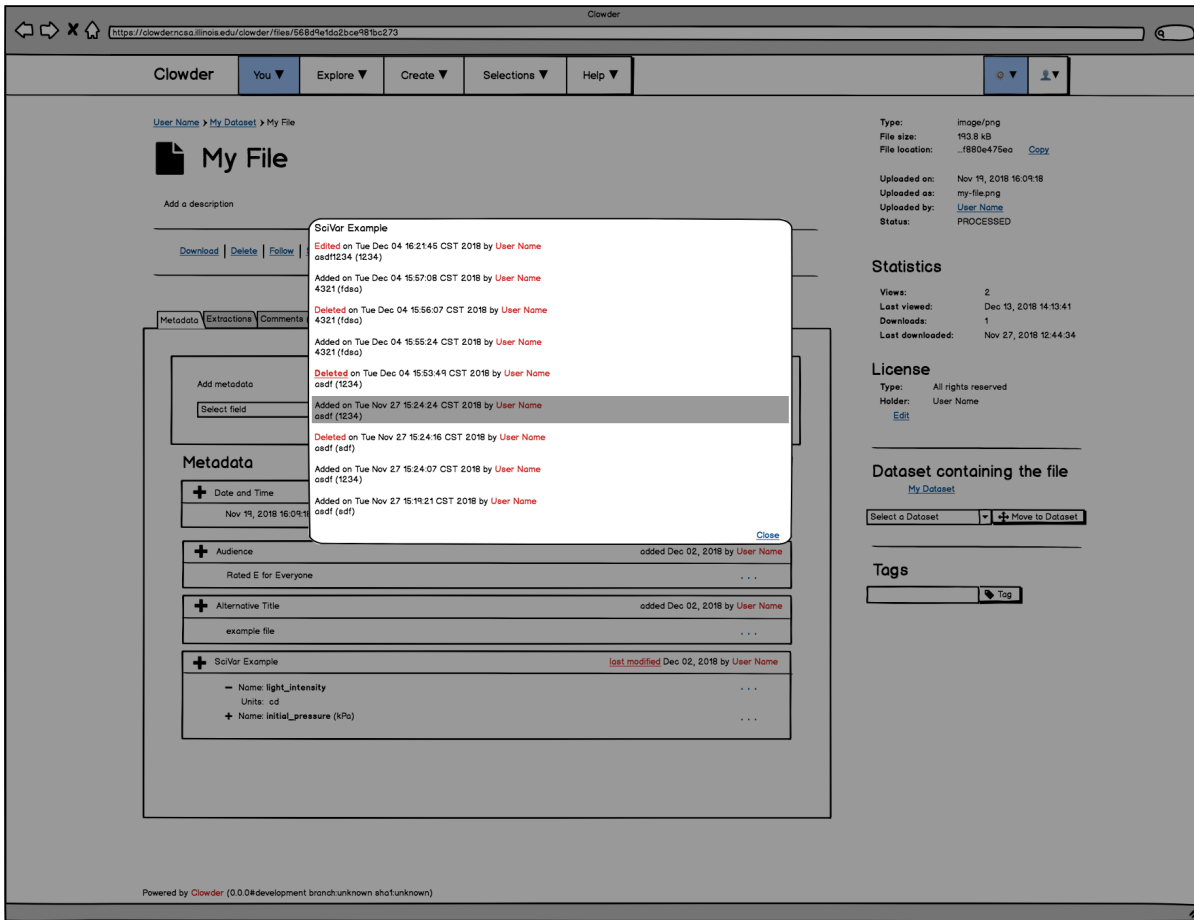 Clowder
https://clowder.ncsa.illinois.edu/clowder/files/568d9e1da2bce981bc273
Clowder You ▼ Explore ▼ Create ▼ Selections ▼ Help ▼
User Name > My Dataset > My File
My File
Add a description
Download | Delete | Follow |
Metadata Extractions Comments
Add metadata
Select field
Metadata
Date and Time
Nov 19, 2018 16:09:18
Audience added Dec 02, 2018 by User Name
Rated E for Everyone ...
Alternative Title added Dec 02, 2018 by User Name
example file ...
SciVar Example last modified Dec 02, 2018 by User Name
Name: light_intensity ...
Units: cd
Name: initial_pressure (kPa) ...
SciVar Example
Edited on Tue Dec 04 16:21:45 CST 2018 by User Name
asdf1234 (1234)
Added on Tue Dec 04 15:57:08 CST 2018 by User Name
4321 (fdsa)
Deleted on Tue Dec 04 15:56:07 CST 2018 by User Name
4321 (fdsa)
Added on Tue Dec 04 15:55:24 CST 2018 by User Name
4321 (fdsa)
Deleted on Tue Dec 04 15:53:49 CST 2018 by User Name
asdf (1234)
Added on Tue Nov 27 15:24:24 CST 2018 by User Name
asdf (1234)
Deleted on Tue Nov 27 15:24:16 CST 2018 by User Name
asdf (sdf)
Added on Tue Nov 27 15:24:07 CST 2018 by User Name
asdf (1234)
Added on Tue Nov 27 15:19:21 CST 2018 by User Name
asdf (sdf)
Close
Type: image/png
File size: 193.8 kB
File location: ...f880e475ea Copy
Uploaded on: Nov 19, 2018 16:09:18
Uploaded as: my-file.png
Uploaded by: User Name
Status: PROCESSED
Statistics
Views: 2
Last viewed: Dec 13, 2018 14:13:41
Downloads: 1
Last downloaded: Nov 27, 2018 12:44:34
License
Type: All rights reserved
Holder: User Name
Edit
Dataset containing the file
My Dataset
Select a Dataset Move to Dataset
Tags
Tag
Powered by Clowder (0.0.0#development branch:unknown sha1:unknown)